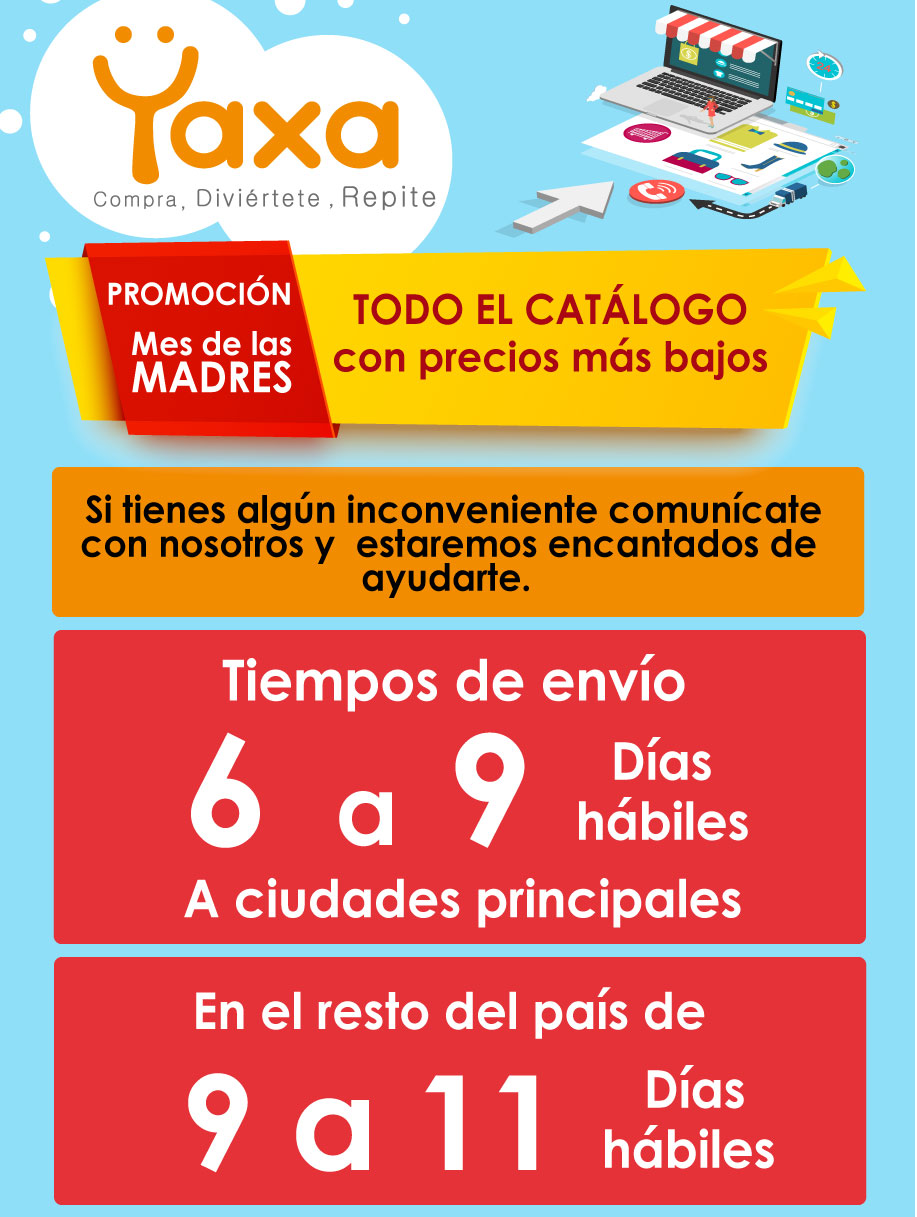 Yaxa
Compra, Diviértete, Repite
PROMOCIÓN
Mes de las
MADRES
TODO EL CATÁLOGO
con precios más bajos
Si tienes algún inconveniente comunícate
con nosotros y estaremos encantados de
ayudarte.
Tiempos de envío
6 a 9 Días
hábiles
A ciudades principales
En el resto del país de
9 a 11 Días
hábiles